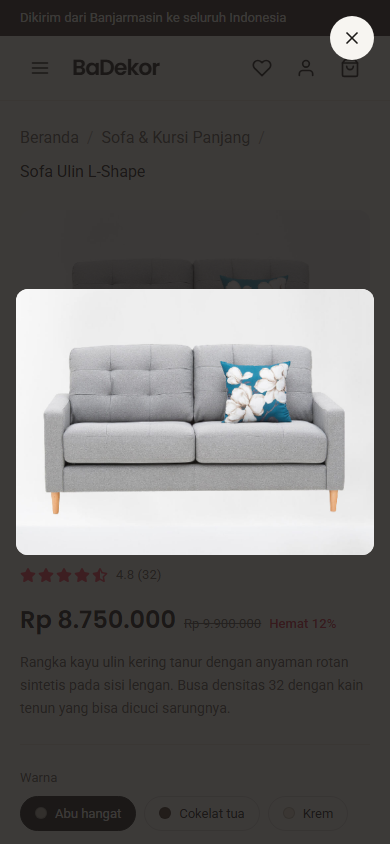 Dikirim dari Banjarmasin ke seluruh Indonesia
BaDekor
Beranda / Sofa & Kursi Panjang /
Sofa Ulin L-Shape
4.8 (32)
Rp 8.750.000 Rp 9.900.000 Hemat 12%
Rangka kayu ulin kering tanur dengan anyaman rotan
sintetis pada sisi lengan. Busa densitas 32 dengan kain
tenun yang bisa dicuci sarungnya.
Warna
Abu hangat Cokelat tua Krem